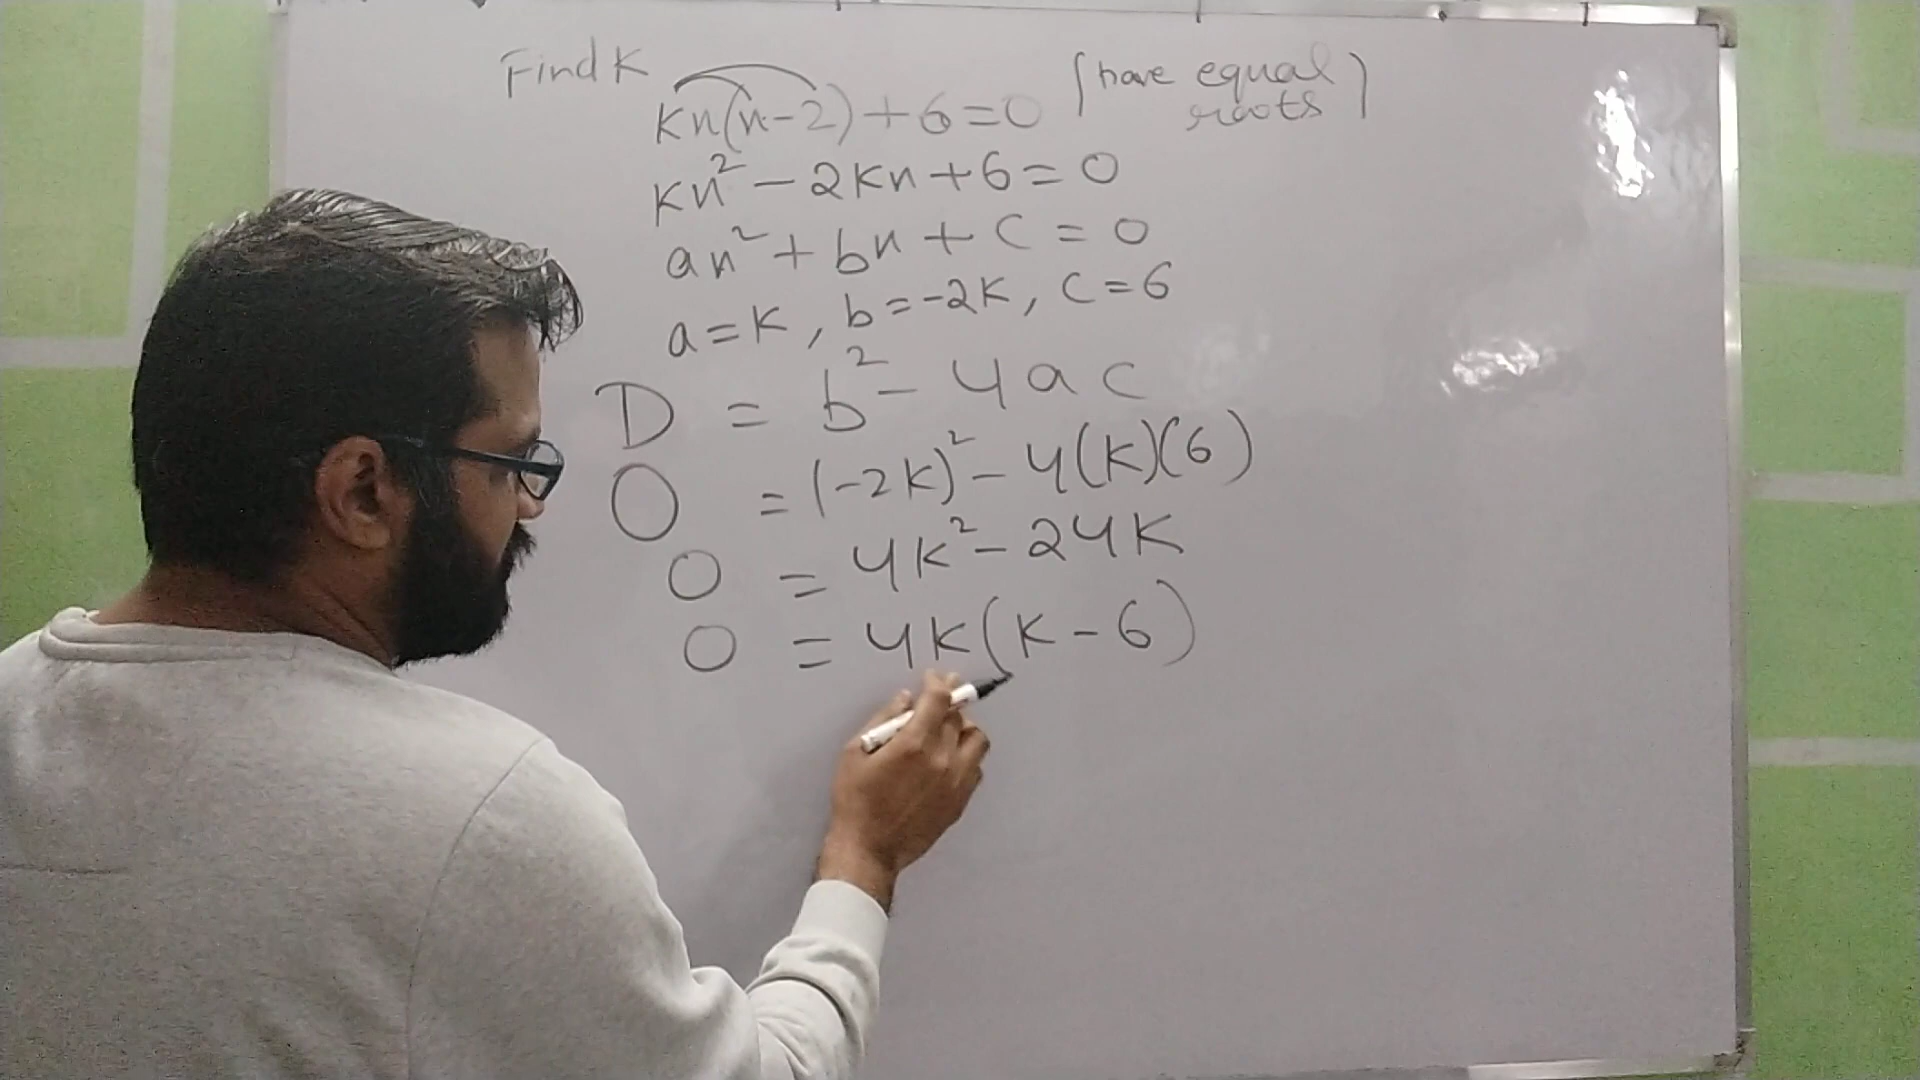 Find K
Kn(n-2)+6=0 (have equal roots)
Kn²-2Kn+6=0
an²+bn+c=0
a=K, b=-2K, c=6
D = b²-4ac
0 = (-2K)²-4(K)(6)
0 = 4K²-24K
0 = 4K(K-6)